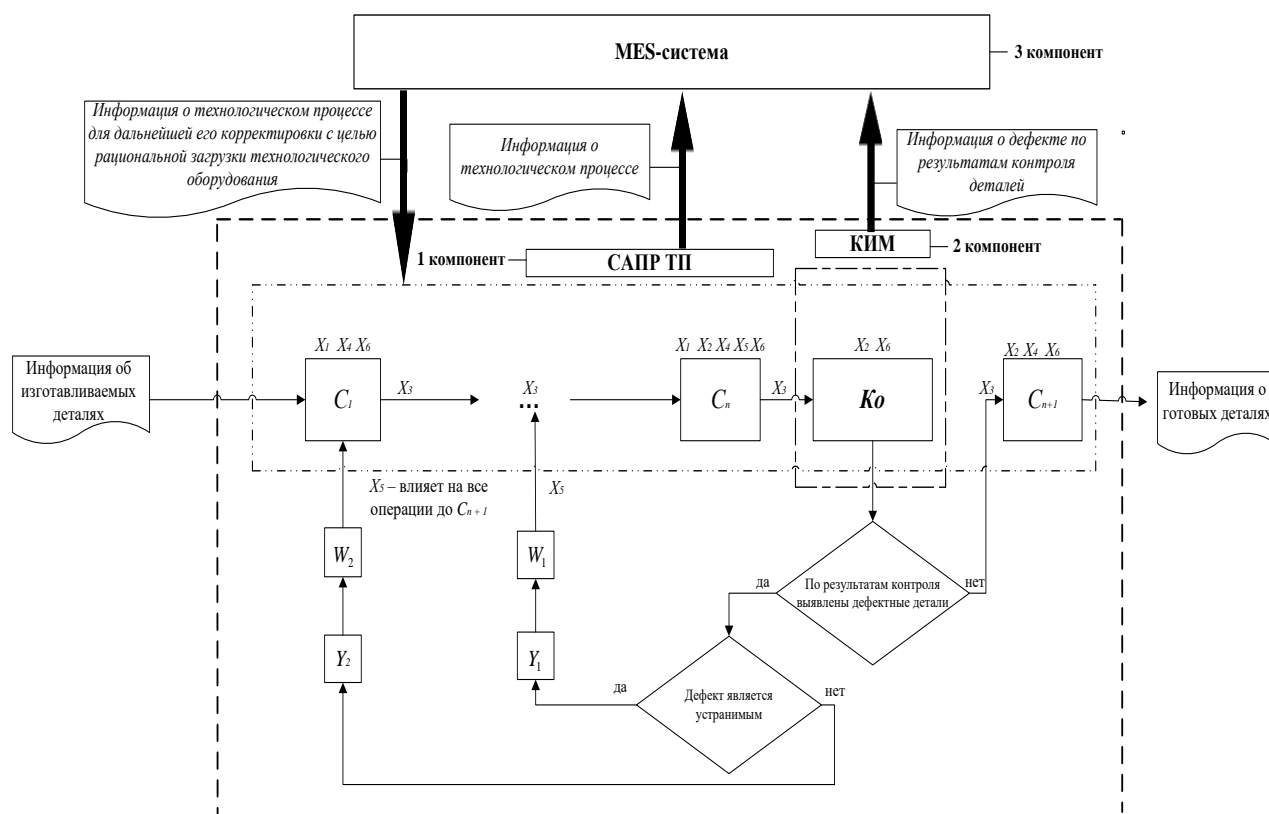 MES-система
3 компонент
Информация о технологическом процессе
для дальнейшей его корректировки с целью
рациональной загрузки технологического
оборудования
Информация о
технологическом процессе
Информация о дефекте по
результатам контроля
деталей
1 компонент
САПР ТП
КИМ
2 компонент
Информация об
изготавливаемых
деталях
X1 X4 X6
C1
X3
X3
...
X1 X2 X4 X5 X6
Cn
X3
X2 X6
Ко
X3
X2 X4 X6
Cn+1
Информация о
готовых деталях
X5 – влияет на все
операции до Cn+1
X5
W2
W1
Y2
Y1
да
По результатам контроля
выявлены дефектные детали
нет
да
Дефект является
устранимым
нет